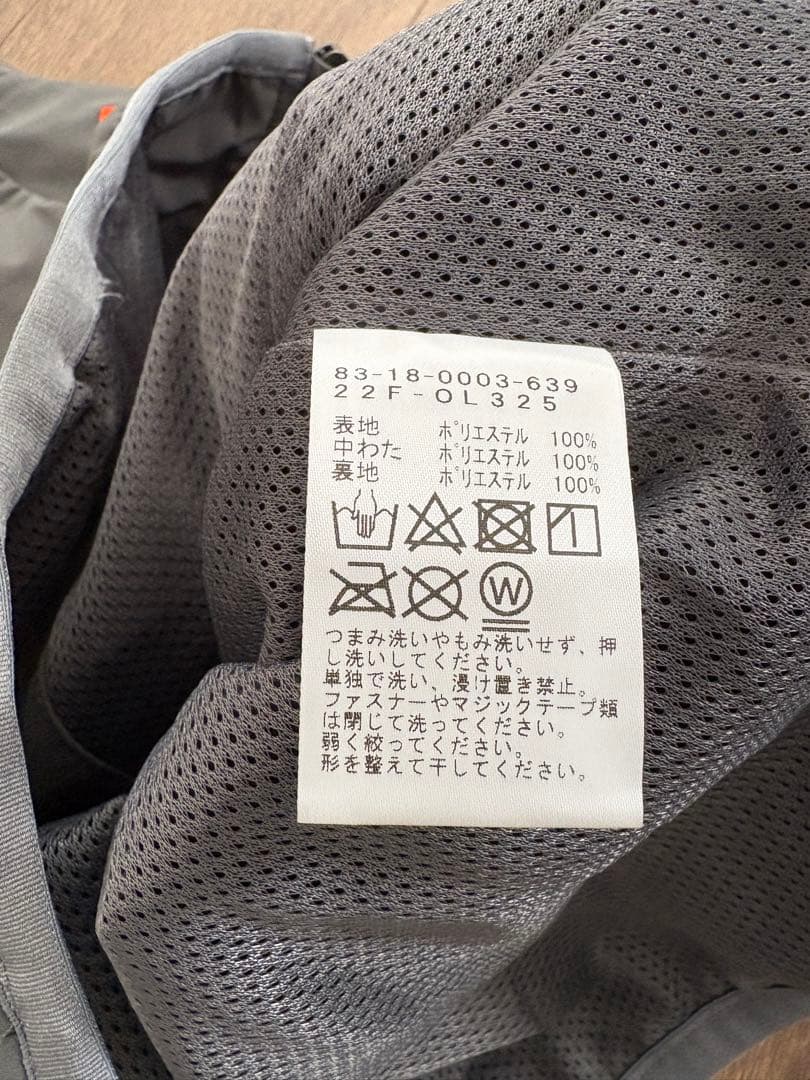 83-18-0003-639
22F-OL325
表地 ポリエステル 100%
中わた ポリエステル 100%
裏地 ポリエステル 100%
W
つまみ洗いやもみ洗いせず、押
し洗いしてください。
単独で洗い、浸け置き禁止。
ファスナーやマジックテープ類
は閉じて洗ってください。
弱く絞ってください。
形を整えて干してください。